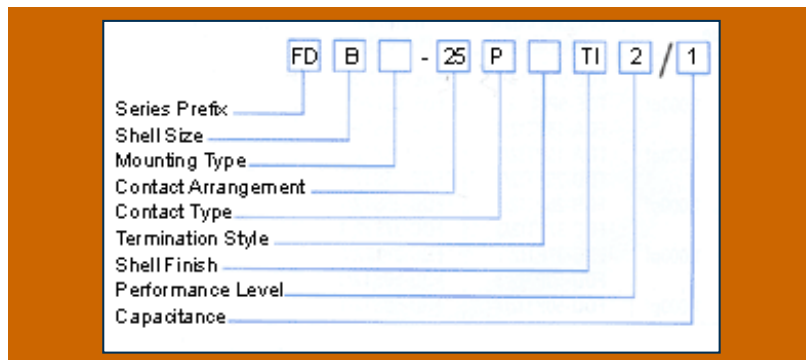 FD B - 25 P TI 2 / 1
Series Prefix
Shell Size
Mounting Type
Contact Arrangement
Contact Type
Termination Style
Shell Finish
Performance Level
Capacitance